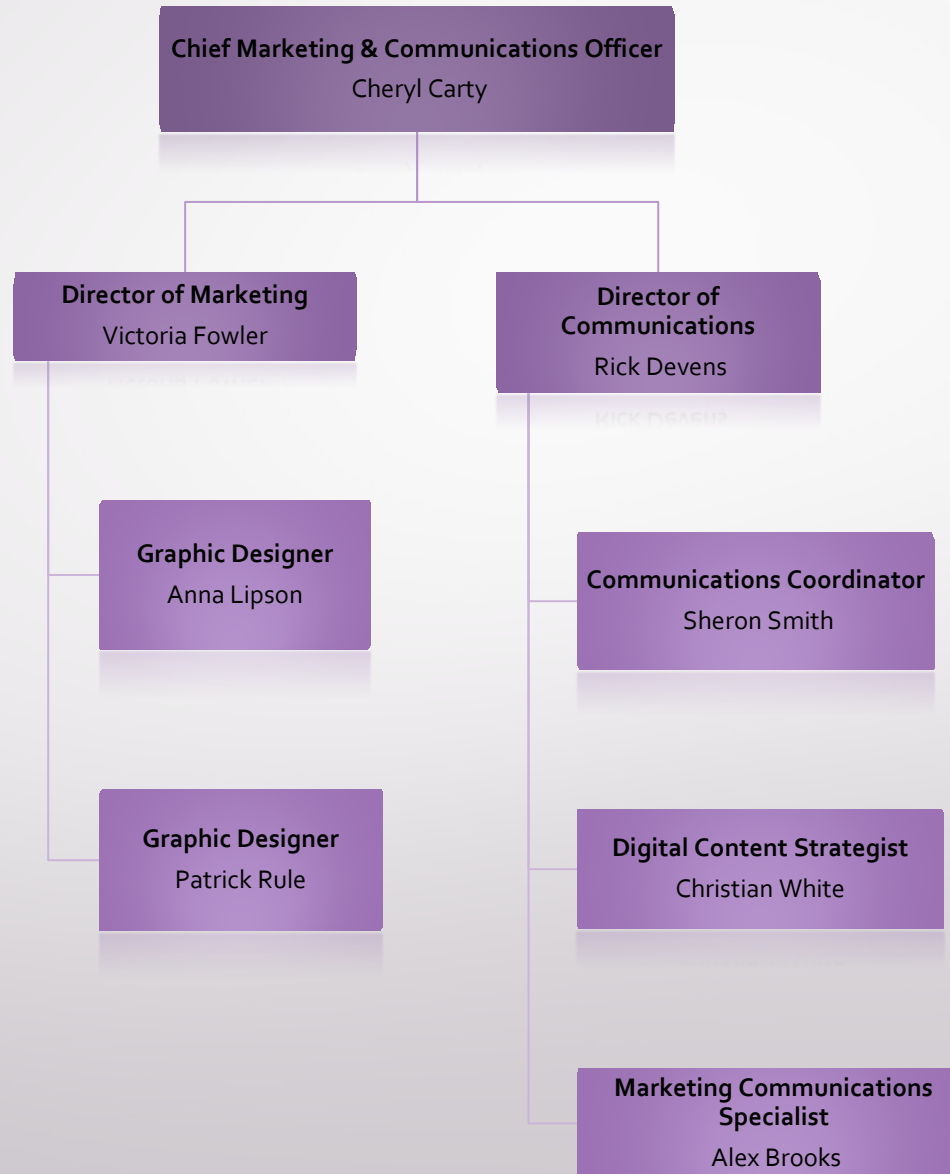 Chief Marketing & Communications Officer
Cheryl Carty
Director of Marketing
Victoria Fowler
Director of
Communications
Rick Devens
Graphic Designer
Anna Lipson
Communications Coordinator
Sheron Smith
Graphic Designer
Patrick Rule
Digital Content Strategist
Christian White
Marketing Communications
Specialist
Alex Brooks